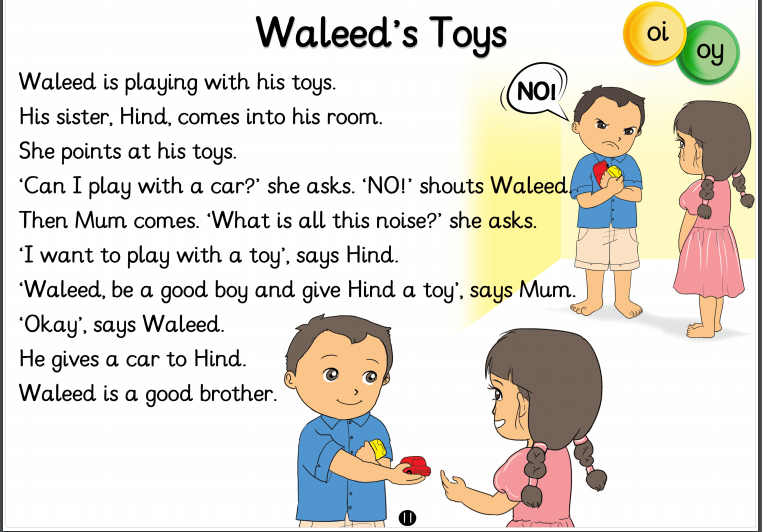 Waleed's Toys
oi
oy
NO!
Waleed is playing with his toys.
His sister, Hind, comes into his room.
She points at his toys.
‘Can I play with a car?’ she asks. ‘NO!’ shouts Waleed.
Then Mum comes. ‘What is all this noise?’ she asks.
‘I want to play with a toy’, says Hind.
‘Waleed, be a good boy and give Hind a toy’, says Mum.
‘Okay’, says Waleed.
He gives a car to Hind.
Waleed is a good brother.
11